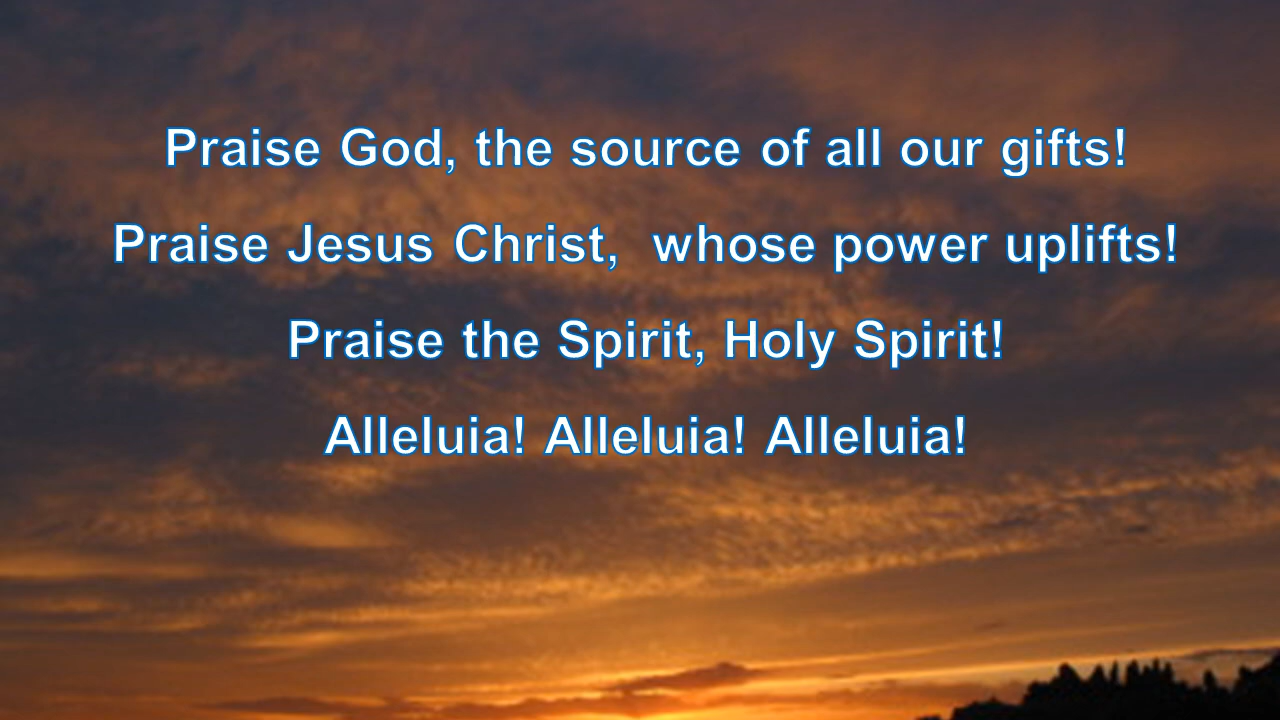 Praise God, the source of all our gifts!
Praise Jesus Christ,  whose power uplifts!
Praise the Spirit, Holy Spirit!
Alleluia! Alleluia! Alleluia!